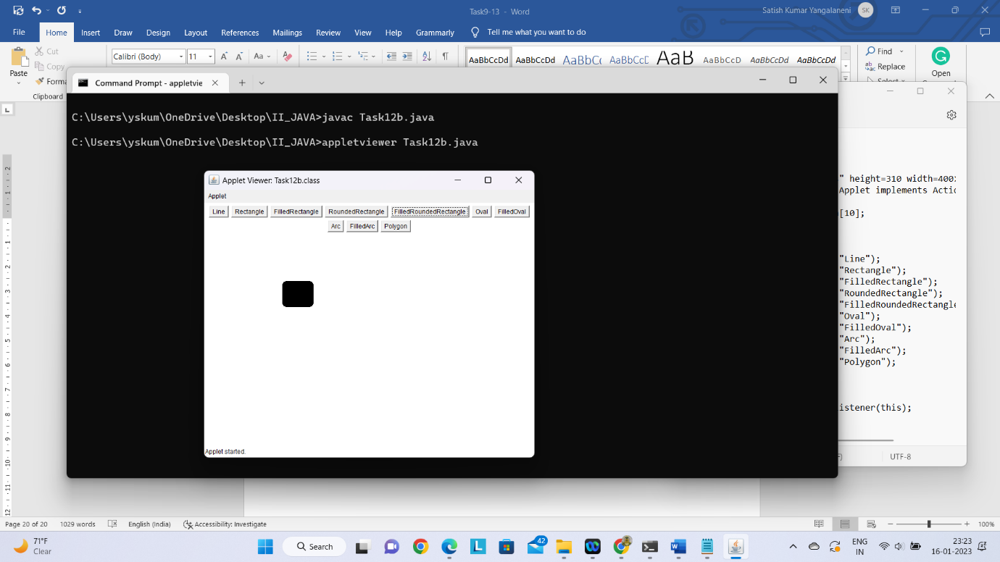 Task9-13 - Word
Satish Kumar Yangalaneni SK
File Home Insert Draw Design Layout References Mailings Review View Help Grammarly Tell me what you want to do
Cut
Copy
Paste
Clipboard
Calibri (Body) 11
Aa
AaBbCcDd AaBbCcDd AaBbC AaBbCcD AaBbCcDd AaBbCcDd
Find
Replace
Select
Open
Command Prompt - appletvie
C:\Users\yskum\OneDrive\Desktop\II_JAVA>javac Task12b.java
C:\Users\yskum\OneDrive\Desktop\II_JAVA>appletviewer Task12b.java
Applet Viewer: Task12b.class
Applet
Line Rectangle FilledRectangle RoundedRectangle FilledRoundedRectangle Oval FilledOval
Arc FilledArc Polygon
Applet started.
" height=310 width=400
Applet implements Actio
[10];
"Line");
"Rectangle");
"FilledRectangle");
"RoundedRectangle");
"FilledRoundedRectangle
"Oval");
"FilledOval");
"Arc");
"FilledArc");
"Polygon");
istener(this);
UTF-8
Page 20 of 20 1029 words English (India) Accessibility: Investigate 100%
71°F
Clear
Search
42
ENG
IN
23:23
16-01-2023